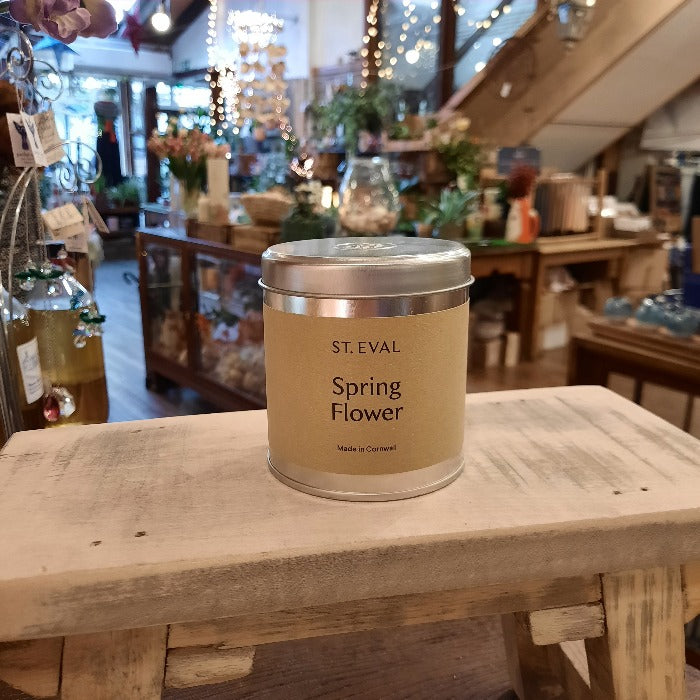 ST. EVAL
Spring
Flower
Made in Cornwall